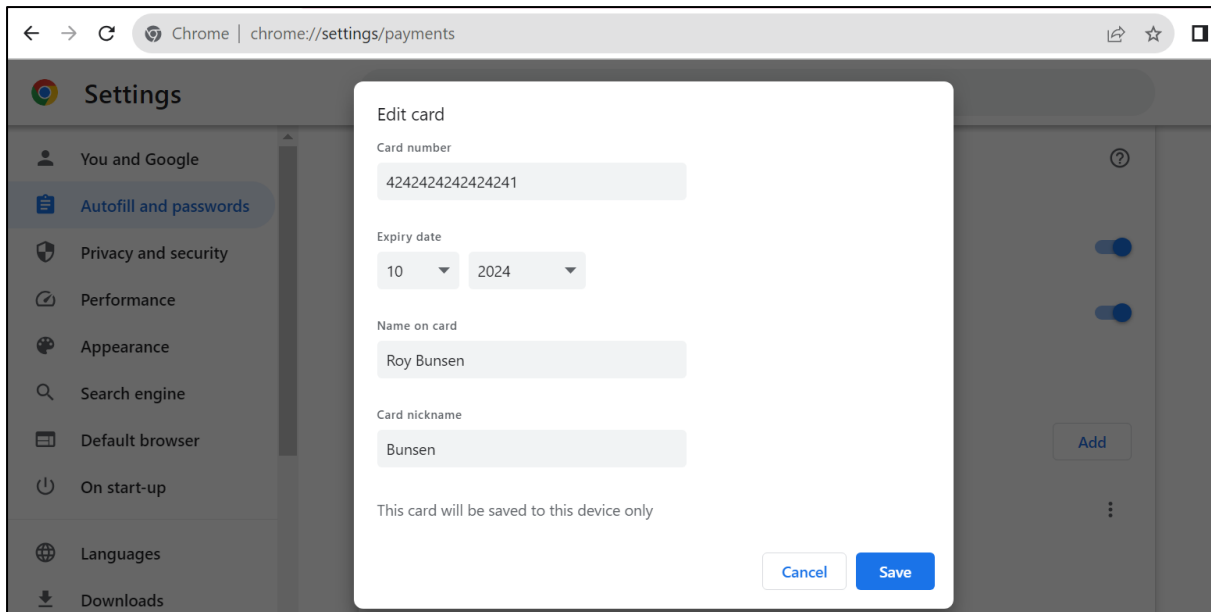 Chrome | chrome://settings/payments
Settings
You and Google
Autofill and passwords
Privacy and security
Performance
Appearance
Search engine
Default browser
On start-up
Languages
Downloads
Edit card
Card number
4242424242424241
Expiry date
10 2024
Name on card
Roy Bunsen
Card nickname
Bunsen
This card will be saved to this device only
Cancel Save
Add